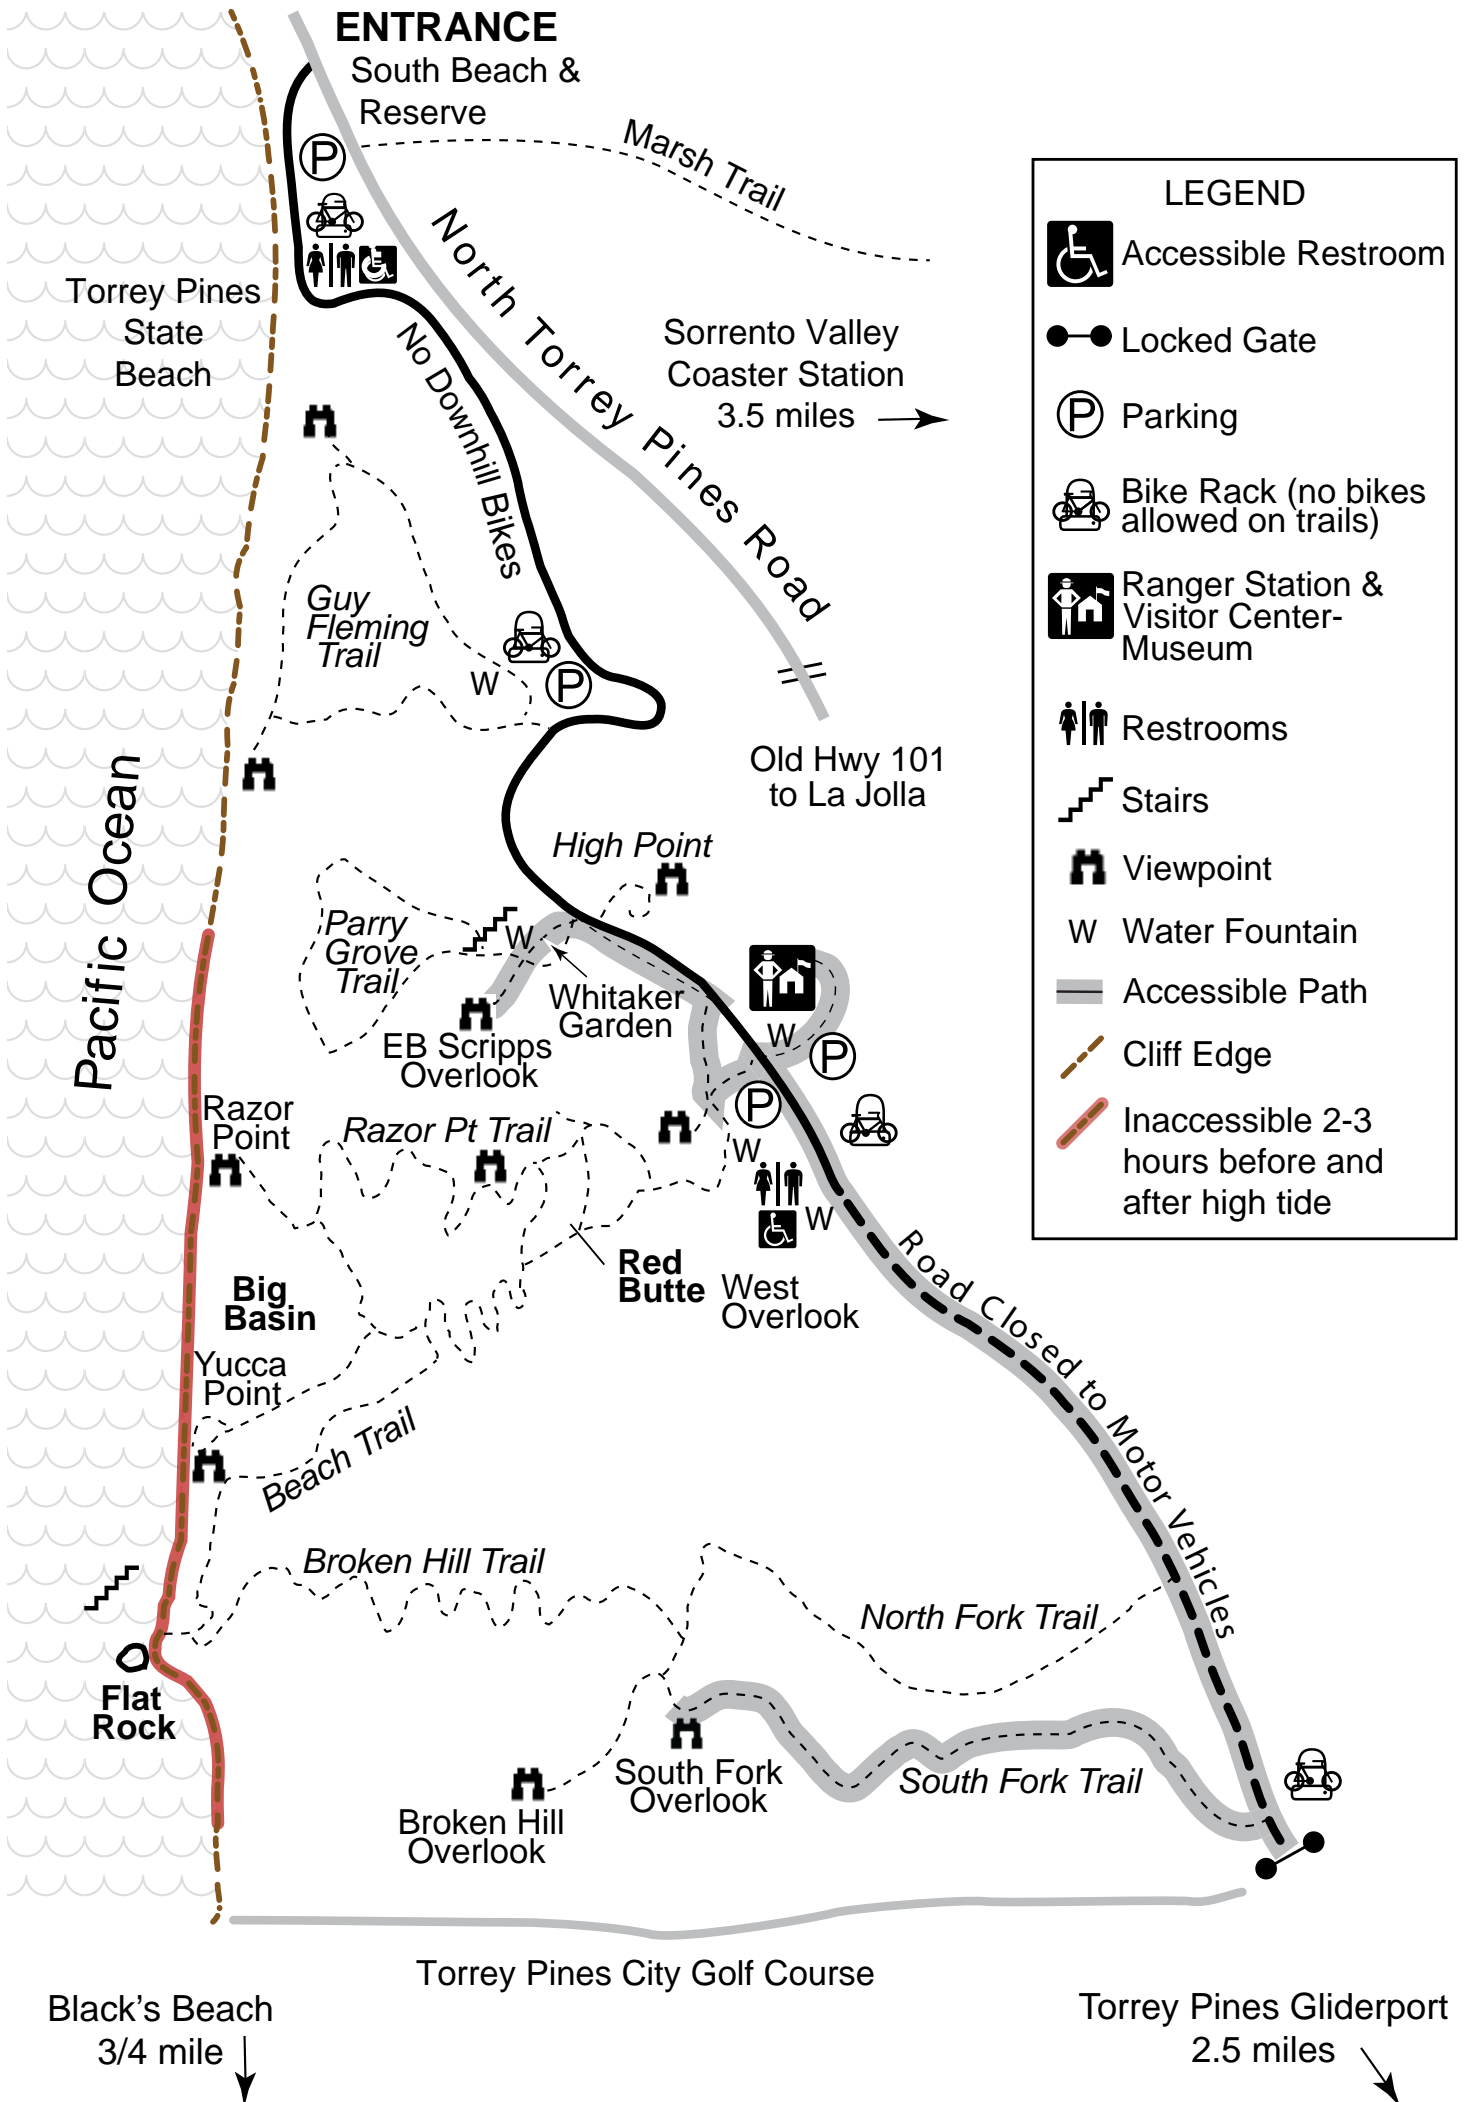 ENTRANCE
South Beach &
Reserve
Marsh Trail
P
North Torrey Pines Road
Torrey Pines
State
Beach
No Downhill Bikes
Sorrento Valley
Coaster Station
3.5 miles
LEGEND
Accessible Restroom
Locked Gate
P
Parking
Bike Rack (no bikes
allowed on trails)
Ranger Station &
Visitor Center-
Museum
Restrooms
Stairs
Viewpoint
W
Water Fountain
Accessible Path
Cliff Edge
Inaccessible 2-3
hours before and
after high tide
Guy
Fleming
Trail
W
P
Old Hwy 101
to La Jolla
Pacific Ocean
High Point
Parry
Grove
Trail
W
Whitaker
Garden
EB Scripps
Overlook
W
P
P
W
W
Razor
Point
Razor Pt Trail
Red
Butte
West
Overlook
Big
Basin
Yucca
Point
Beach Trail
Road Closed to Motor Vehicles
Broken Hill Trail
North Fork Trail
Flat
Rock
South Fork
Overlook
South Fork Trail
Broken Hill
Overlook
Torrey Pines City Golf Course
Black's Beach
3/4 mile
Torrey Pines Gliderport
2.5 miles